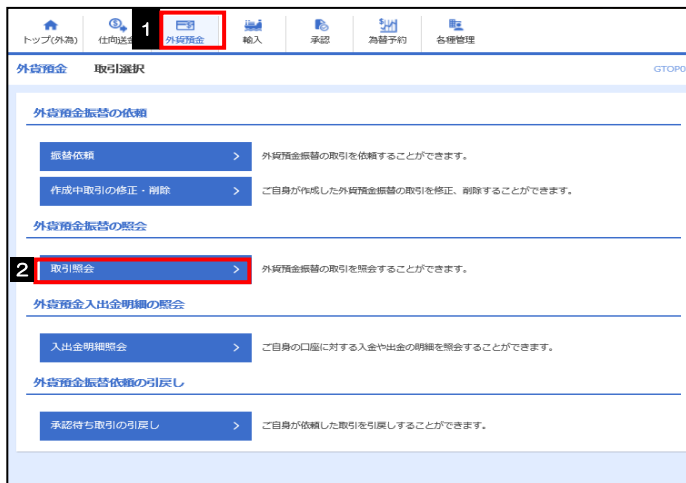 トップ(外為) 仕向送金 1 外貨預金 輸入 承認 為替予約 各種管理
外貨預金 取引選択 GTOP0
外貨預金振替の依頼
振替依頼 > 外貨預金振替の取引を依頼することができます。
作成中取引の修正・削除 > ご自身が作成した外貨預金振替の取引を修正、削除することができます。
外貨預金振替の照会
2 取引照会 > 外貨預金振替の取引を照会することができます。
外貨預金入出金明細の照会
入出金明細照会 > ご自身の口座に対する入金や出金の明細を照会することができます。
外貨預金振替依頼の引戻し
承認待ち取引の引戻し > ご自身が依頼した取引を引戻しすることができます。